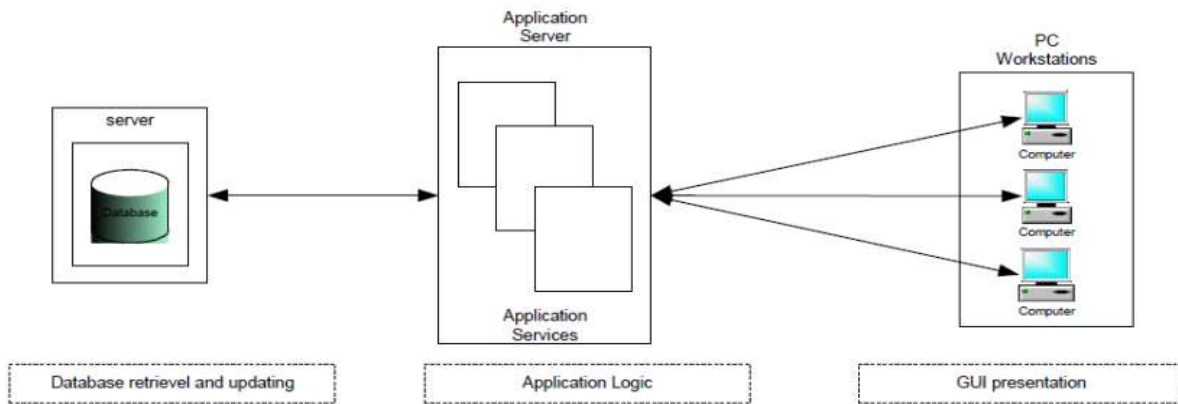 Application
Server
PC
Workstations
server
Database
Computer
Computer
Computer
Application
Services
Database retrievel and updating
Application Logic
GUI presentation